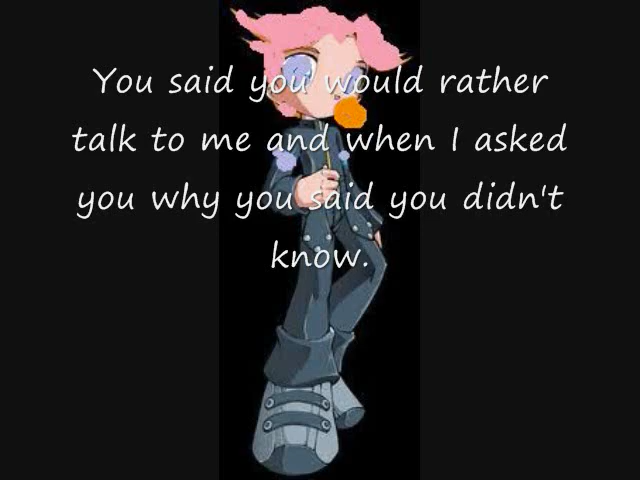 You said you would rather
talk to me and when I asked
you why you said you didn't
know.